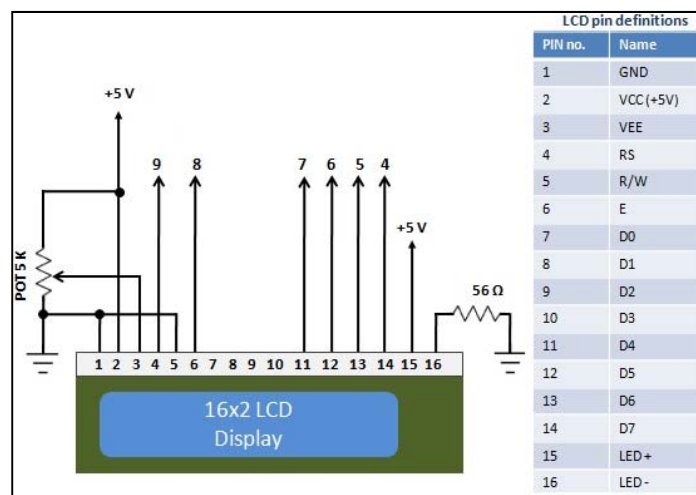 LCD pin definitions
PIN no. Name
1 GND
2 VCC (+5V)
3 VEE
4 RS
5 R/W
6 E
7 D0
8 D1
9 D2
10 D3
11 D4
12 D5
13 D6
14 D7
15 LED+
16 LED-
+5 V
9 8 7 6 5 4
+5 V
POT 5 K
56 Ω
1 2 3 4 5 6 7 8 9 10 11 12 13 14 15 16
16x2 LCD
Display